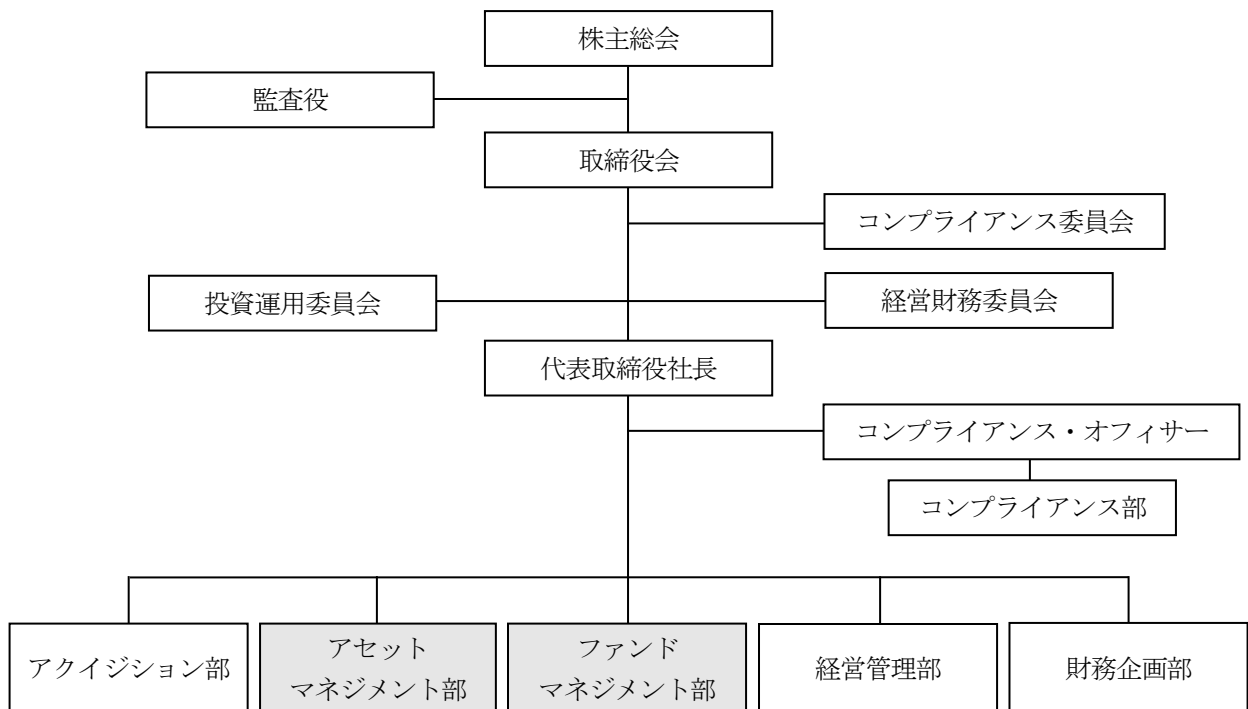 株主総会
監査役
取締役会
コンプライアンス委員会
投資運用委員会
経営財務委員会
代表取締役社長
コンプライアンス・オフィサー
コンプライアンス部
アクイジション部
アセット
マネジメント部
ファンド
マネジメント部
経営管理部
財務企画部